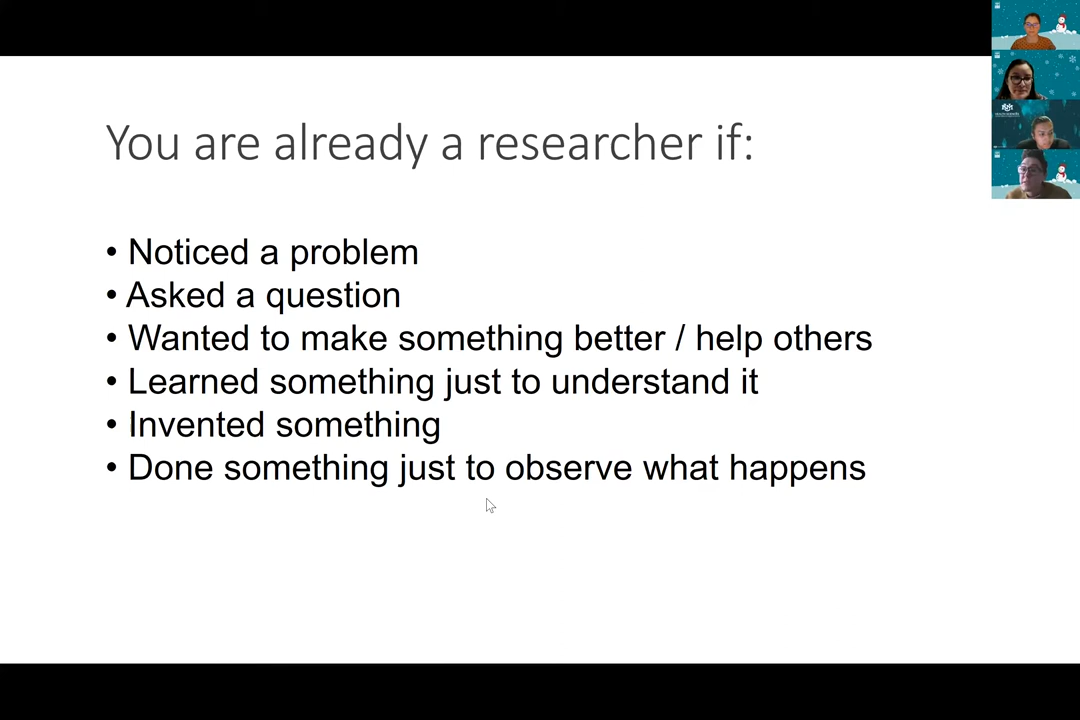 You are already a researcher if:
• Noticed a problem
• Asked a question
• Wanted to make something better / help others
• Learned something just to understand it
• Invented something
• Done something just to observe what happens